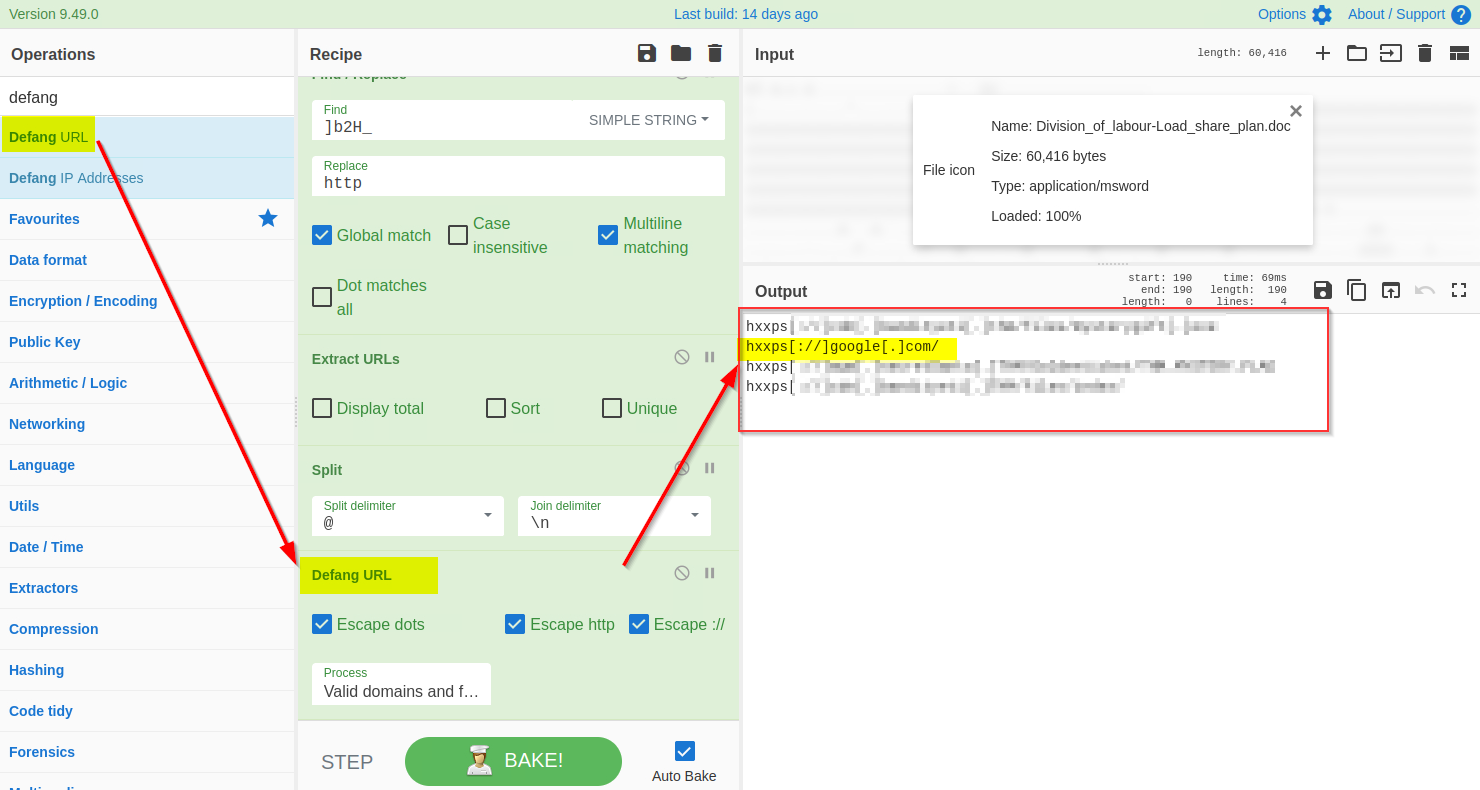 Version 9.49.0
Last build: 14 days ago
Options
About / Support
Operations
defang
Defang URL
Defang IP Addresses
Favourites
Data format
Encryption / Encoding
Public Key
Arithmetic / Logic
Networking
Language
Utils
Date / Time
Extractors
Compression
Hashing
Code tidy
Forensics
Recipe
Find / Replace
Find
]b2H_
SIMPLE STRING
Replace
http
Global match
Case
insensitive
Multiline
matching
Dot matches
all
Extract URLs
Display total
Sort
Unique
Split
Split delimiter
@
Join delimiter
\n
Defang URL
Escape dots
Escape http
Escape ://
Process
Valid domains and f…
STEP
BAKE!
Auto Bake
Input
length: 60,416
File icon
Name: Division_of_labour-Load_share_plan.doc
Size: 60,416 bytes
Type: application/msword
Loaded: 100%
Output
start: 190 time: 69ms
end: 190 length: 190
length: 0 lines: 4
hxxps[
hxxps[://]google[.]com/
hxxps[
hxxps[